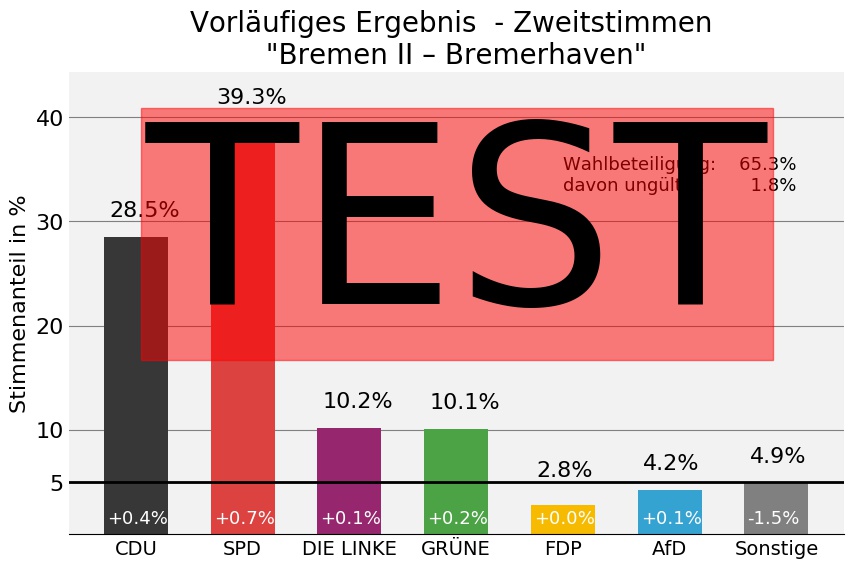 Vorläufiges Ergebnis - Zweitstimmen
"Bremen II – Bremerhaven"
Stimmenanteil in %
40
30
20
10
5
TEST
Wahlbeteiligung: 65.3%
davon 1.8%
28.5%
39.3%
10.2%
10.1%
2.8%
4.2%
4.9%
+0.4%
+0.7%
+0.1%
+0.2%
+0.0%
+0.1%
-1.5%
CDU
SPD
DIE LINKE
GRÜNE
FDP
AfD
Sonstige